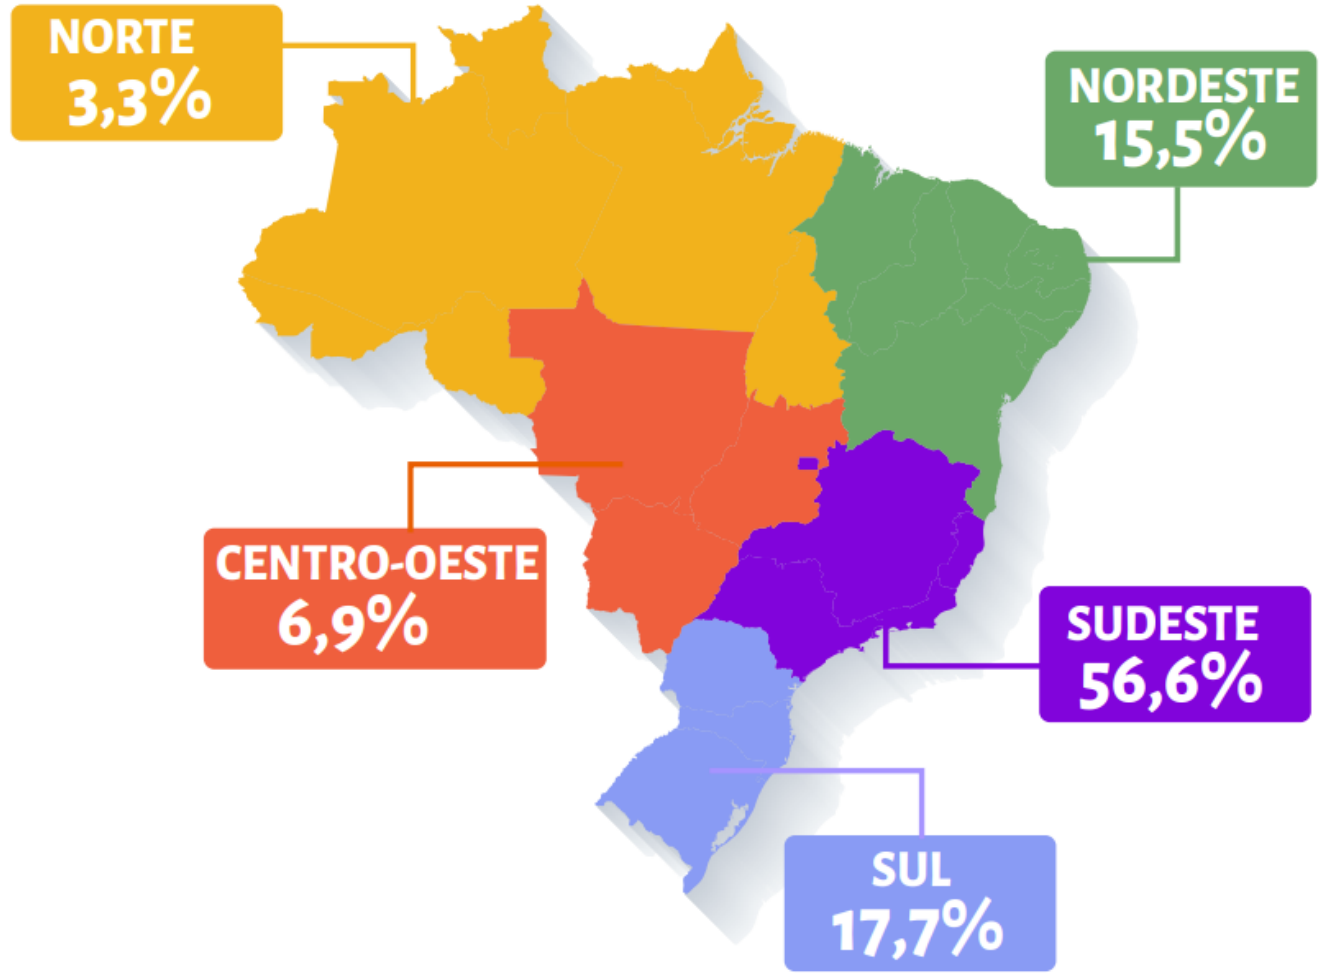 NORTE
3,3%
NORDESTE
15,5%
CENTRO-OESTE
6,9%
SUDESTE
56,6%
SUL
17,7%